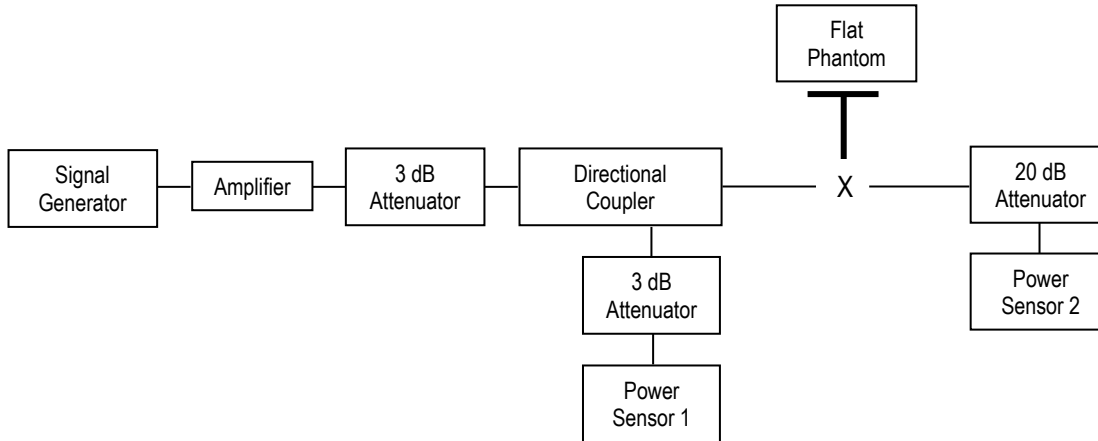 Flat
Phantom
Signal
Generator
Amplifier
3 dB
Attenuator
Directional
Coupler
X
20 dB
Attenuator
3 dB
Attenuator
Power
Sensor 2
Power
Sensor 1